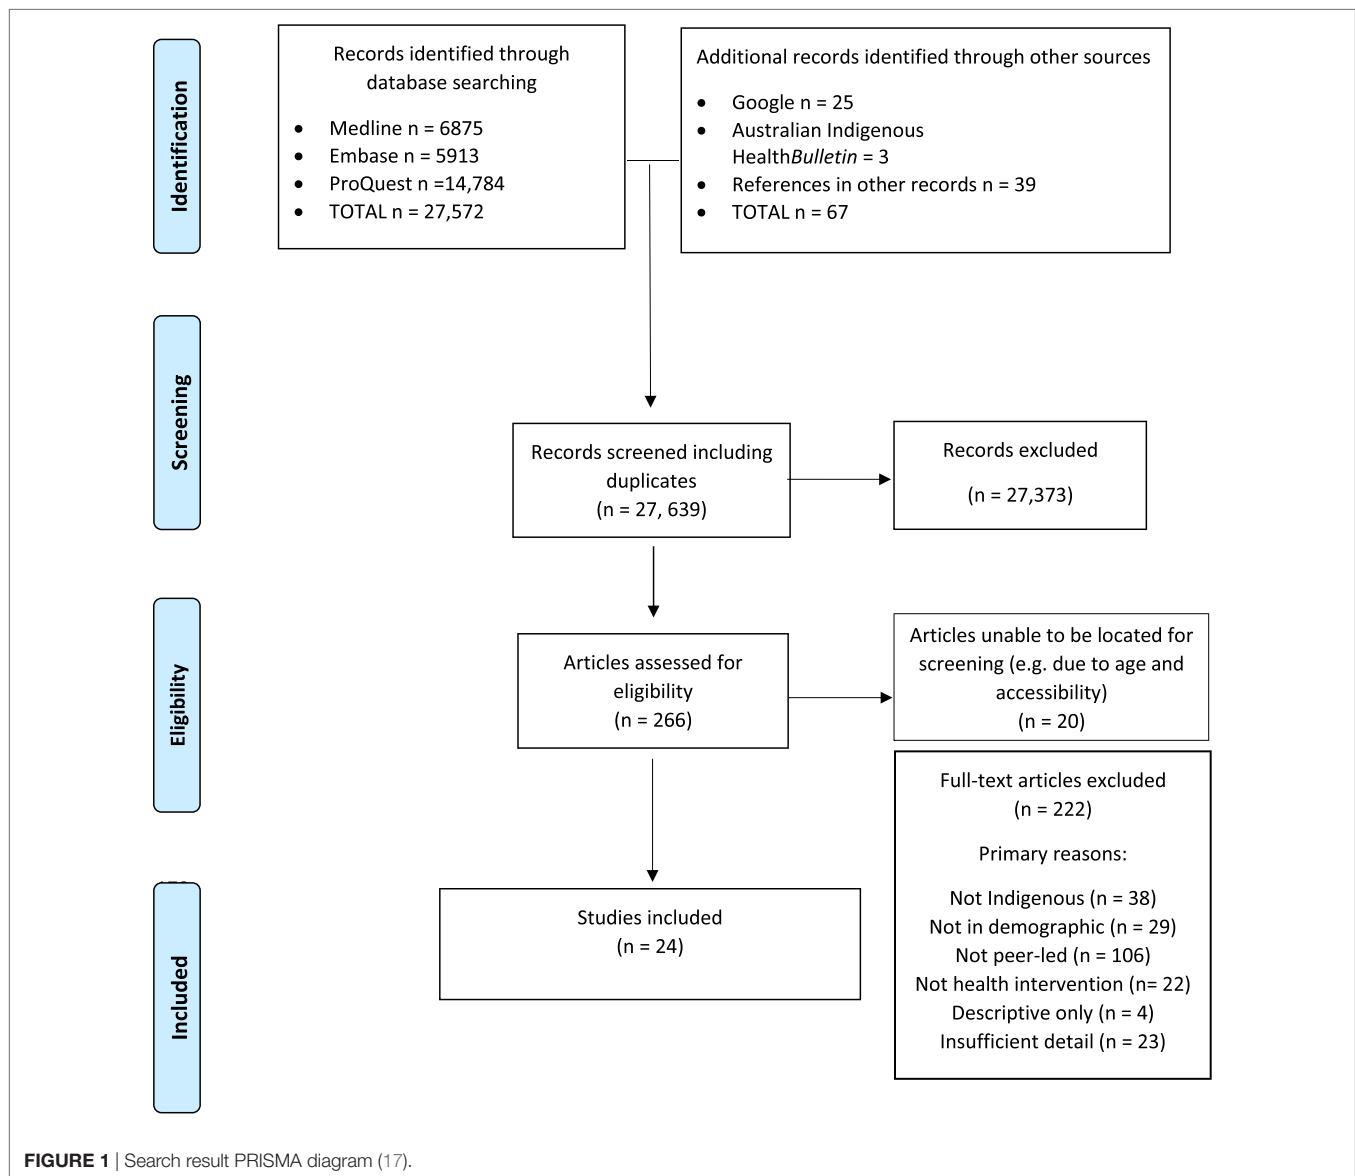 Identification
Records identified through
database searching
• Medline n = 6875
• Embase n = 5913
• ProQuest n =14,784
• TOTAL n = 27,572
Additional records identified through other sources
• Google n = 25
• Australian Indigenous
HealthBulletin = 3
• References in other records n = 39
• TOTAL n = 67
Screening
Records screened including
duplicates
(n = 27, 639)
Records excluded
(n = 27,373)
Eligibility
Articles assessed for
eligibility
(n = 266)
Articles unable to be located for
screening (e.g. due to age and
accessibility)
(n = 20)
Full-text articles excluded
(n = 222)
Primary reasons:
Not Indigenous (n = 38)
Not in demographic (n = 29)
Not peer-led (n = 106)
Not health intervention (n= 22)
Descriptive only (n = 4)
Insufficient detail (n = 23)
Included
Studies included
(n = 24)
FIGURE 1 | Search result PRISMA diagram (17).